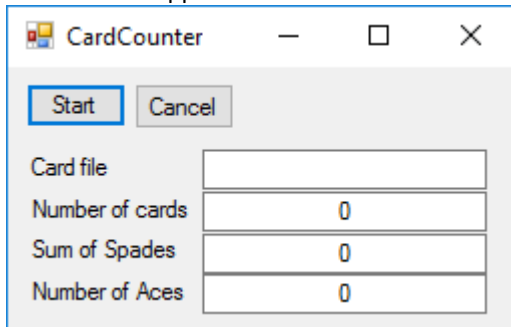 CardCounter
Start Cancel
Card file
Number of cards 0
Sum of Spades 0
Number of Aces 0